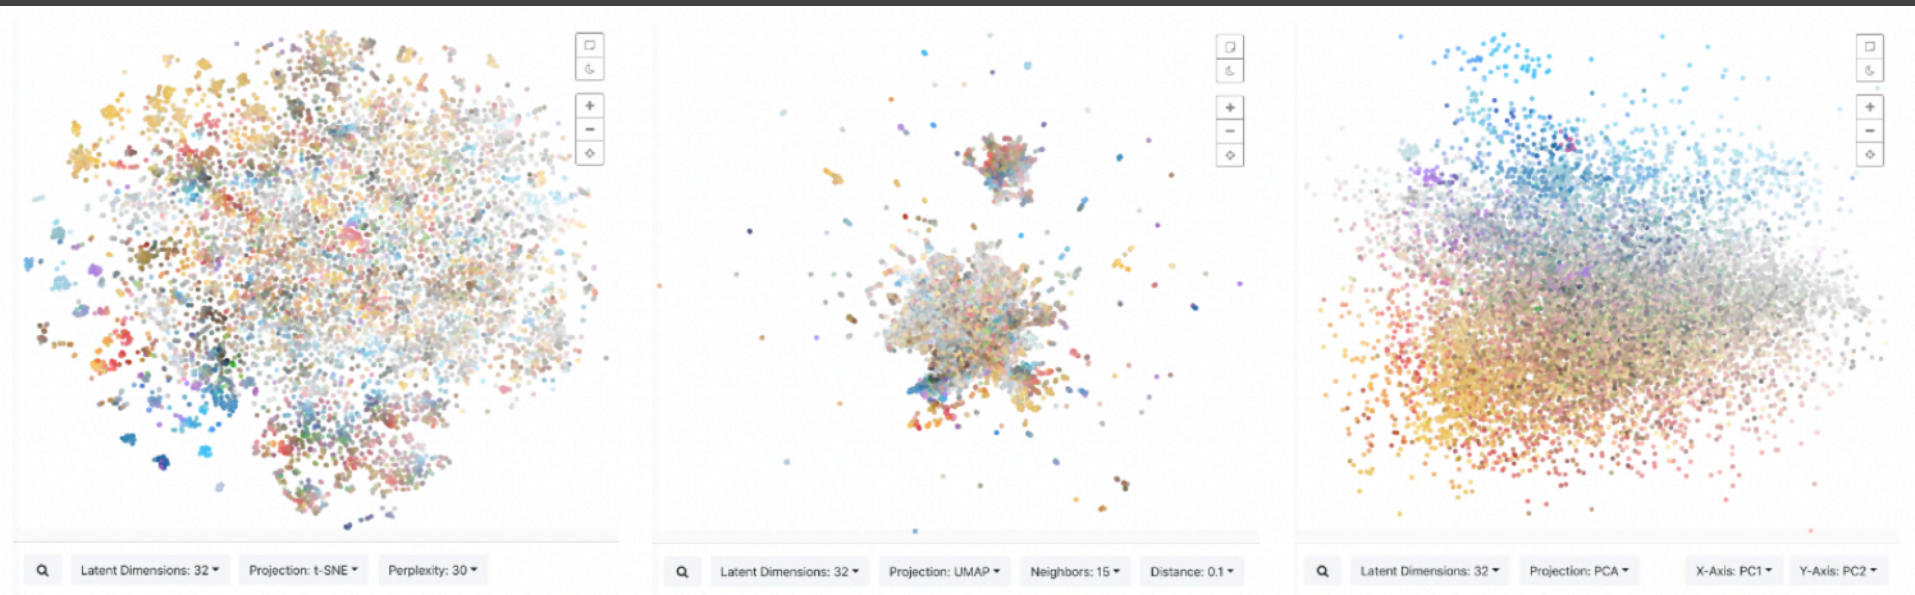 Latent Dimensions: 32 Projection: t-SNE Perplexity: 30
Latent Dimensions: 32 Projection: UMAP Neighbors: 15 Distance: 0.1
Latent Dimensions: 32 Projection: PCA X-Axis: PC1 Y-Axis: PC2